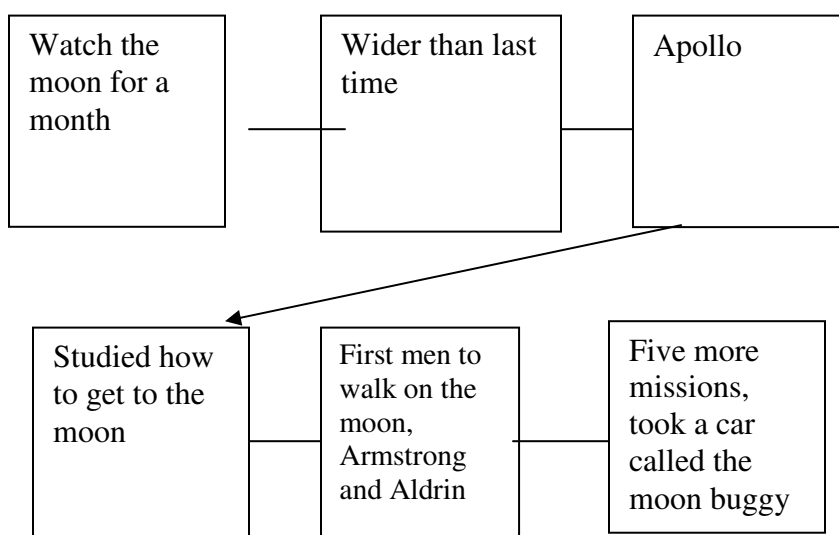 Watch the
moon for a
month
Wider than last
time
Apollo
Studied how
to get to the
moon
First men to
walk on the
moon,
Armstrong
and Aldrin
Five more
missions,
took a car
called the
moon buggy